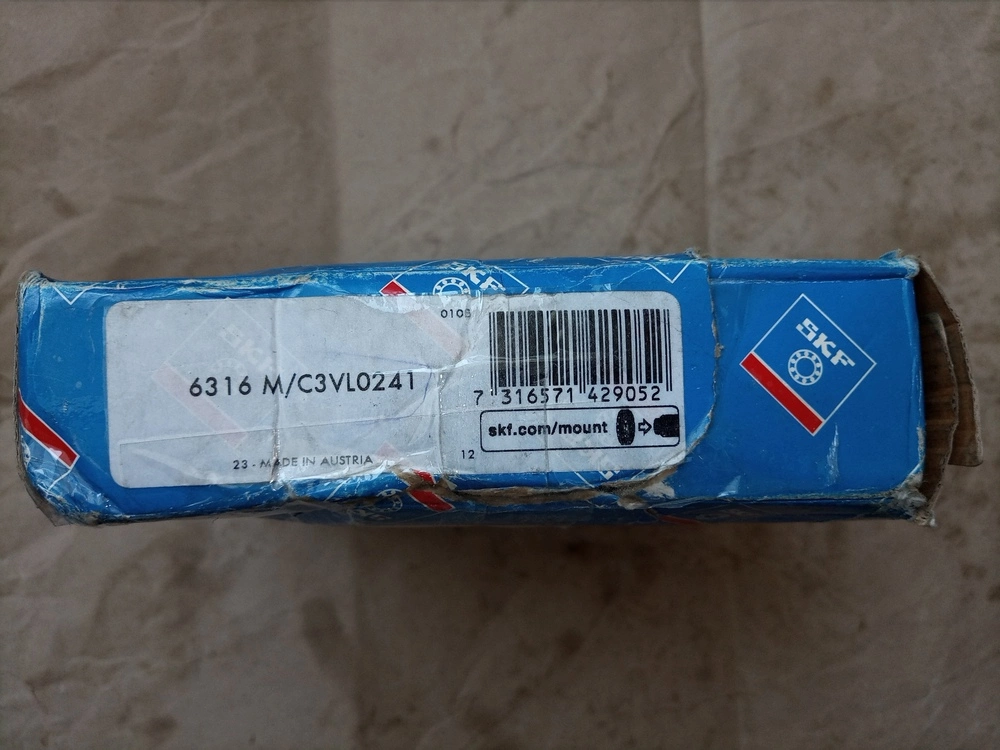 SKF
0105
6316 M/C3VL0241
7 316571 429052
skf.com/mount
12
23 - MADE IN AUSTRIA
SKF